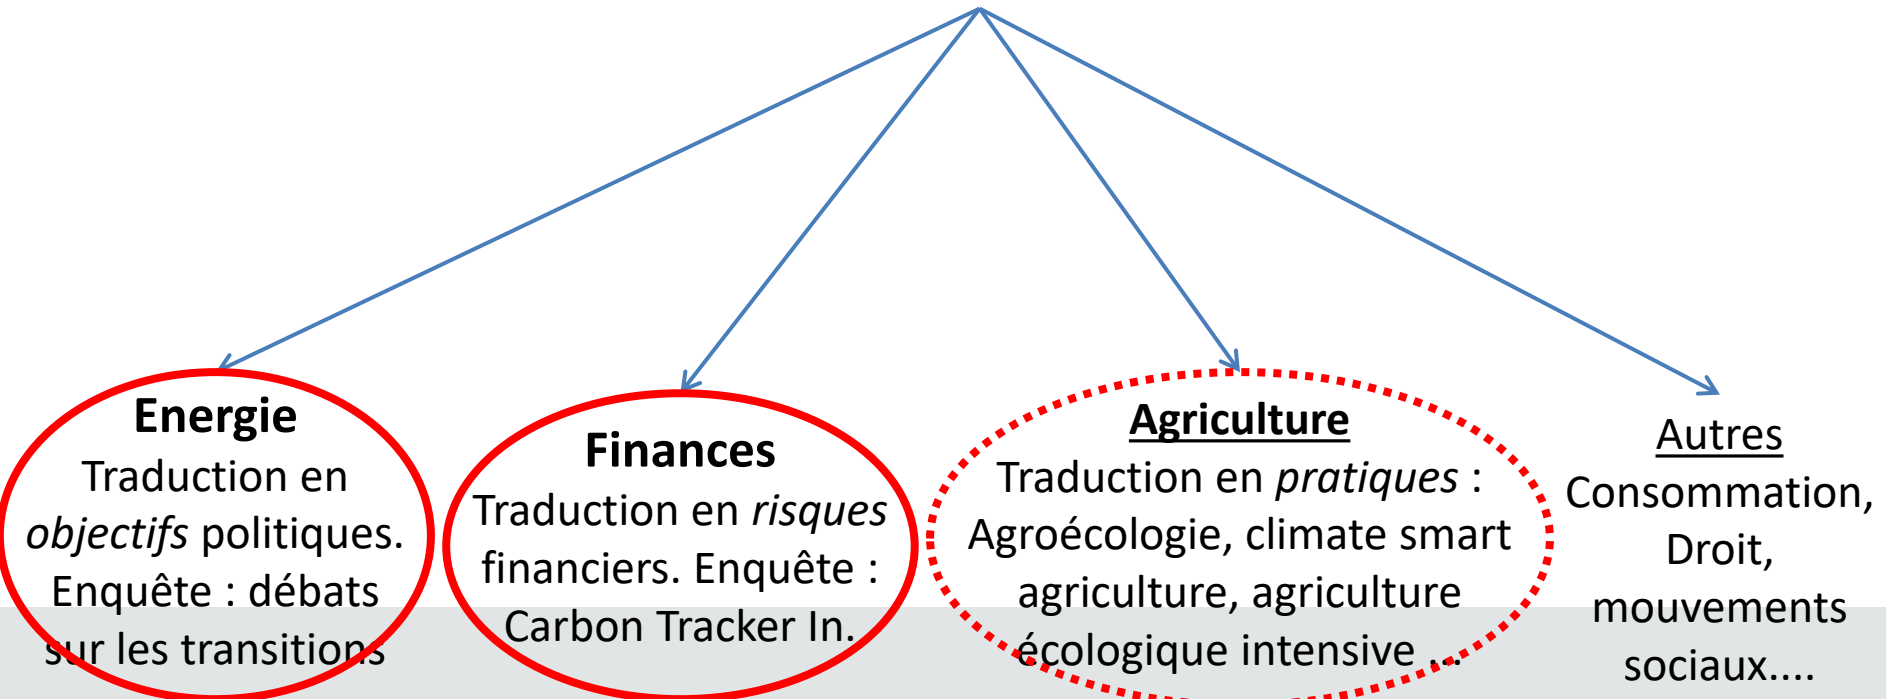 Energie
Traduction en
objectifs politiques.
Enquête : débats
sur les transitions
Finances
Traduction en risques
financiers. Enquête :
Carbon Tracker In.
Agriculture
Traduction en pratiques :
Agroécologie, climate smart
agriculture, agriculture
écologique intensive ...
Autres
Consommation,
Droit,
mouvements
sociaux....